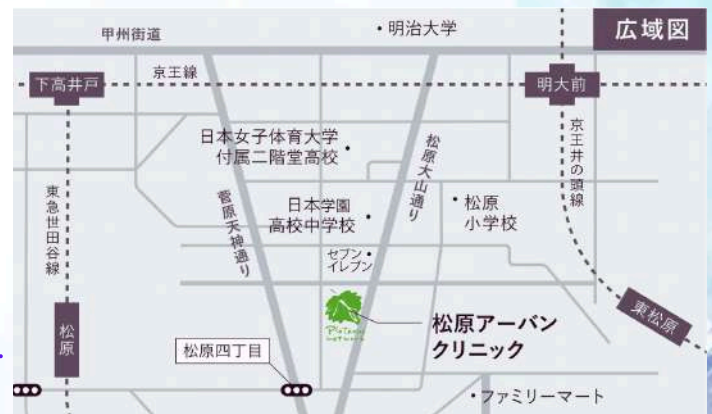 甲州街道
・明治大学
広域図
下高井戸
京王線
明大前
日本女子体育大学
付属二階堂高校
松原大山通り
京王井の頭線
東急世田谷線
菅原天神通り
日本学園
高校中学校
・松原
小学校
セブン
イレブン
Platanus
network
松原アーバン
クリニック
東松原
松原
松原四丁目
・ファミリーマート